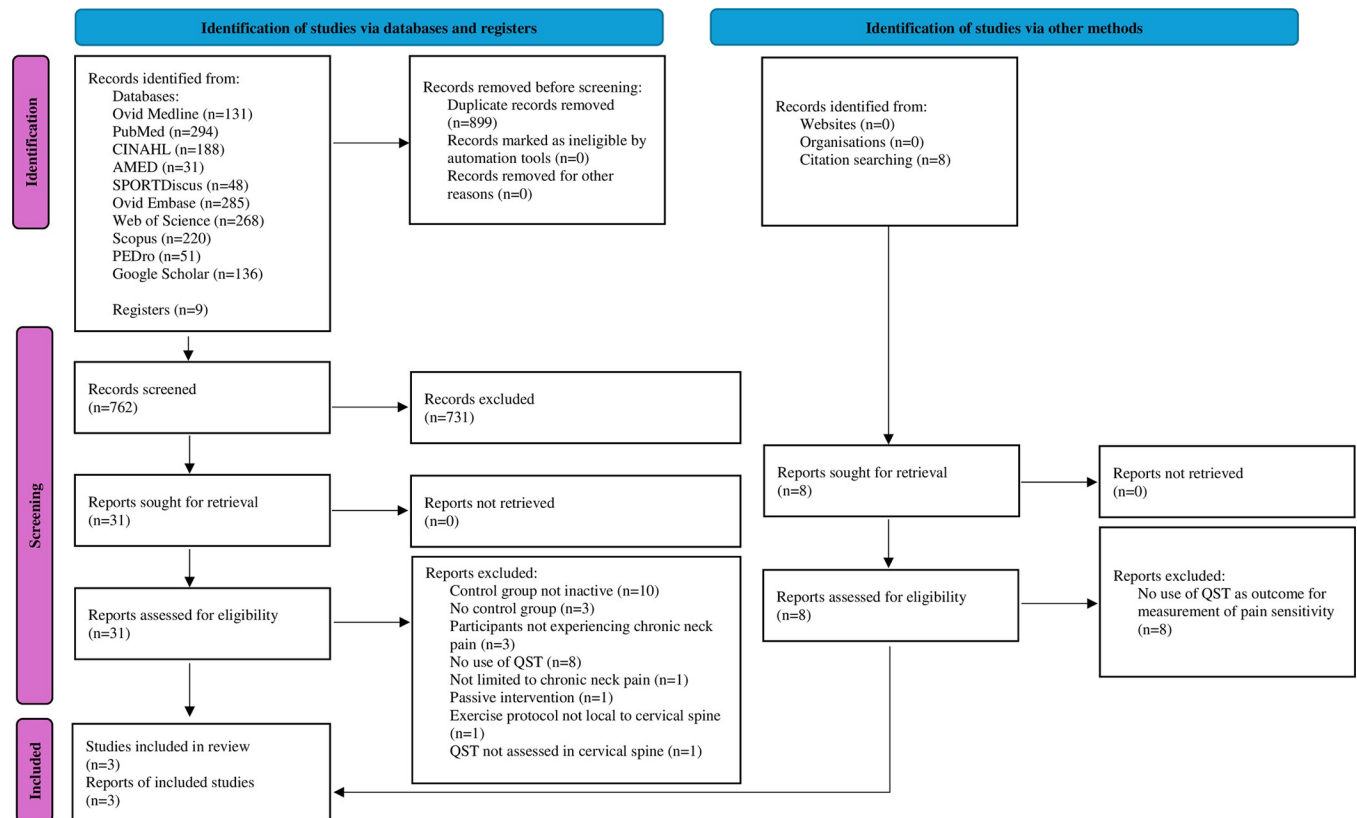 Identification of studies via databases and registers
Identification of studies via other methods
Identification
Records identified from:
Databases:
Ovid Medline (n=131)
PubMed (n=294)
CINAHL (n=188)
AMED (n=31)
SPORTDiscus (n=48)
Ovid Embase (n=285)
Web of Science (n=268)
Scopus (n=220)
PEDro (n=51)
Google Scholar (n=136)
Registers (n=9)
Records removed before screening:
Duplicate records removed
(n=899)
Records marked as ineligible by
automation tools (n=0)
Records removed for other
reasons (n=0)
Records identified from:
Websites (n=0)
Organisations (n=0)
Citation searching (n=8)
Screening
Records screened
(n=762)
Records excluded
(n=731)
Reports sought for retrieval
(n=31)
Reports not retrieved
(n=0)
Reports sought for retrieval
(n=8)
Reports not retrieved
(n=0)
Reports assessed for eligibility
(n=31)
Reports excluded:
Control group not inactive (n=10)
No control group (n=3)
Participants not experiencing chronic neck
pain (n=3)
No use of QST (n=8)
Not limited to chronic neck pain (n=1)
Passive intervention (n=1)
Exercise protocol not local to cervical spine
(n=1)
QST not assessed in cervical spine (n=1)
Reports assessed for eligibility
(n=8)
Reports excluded:
No use of QST as outcome for
measurement of pain sensitivity
(n=8)
Included
Studies included in review
(n=3)
Reports of included studies
(n=3)